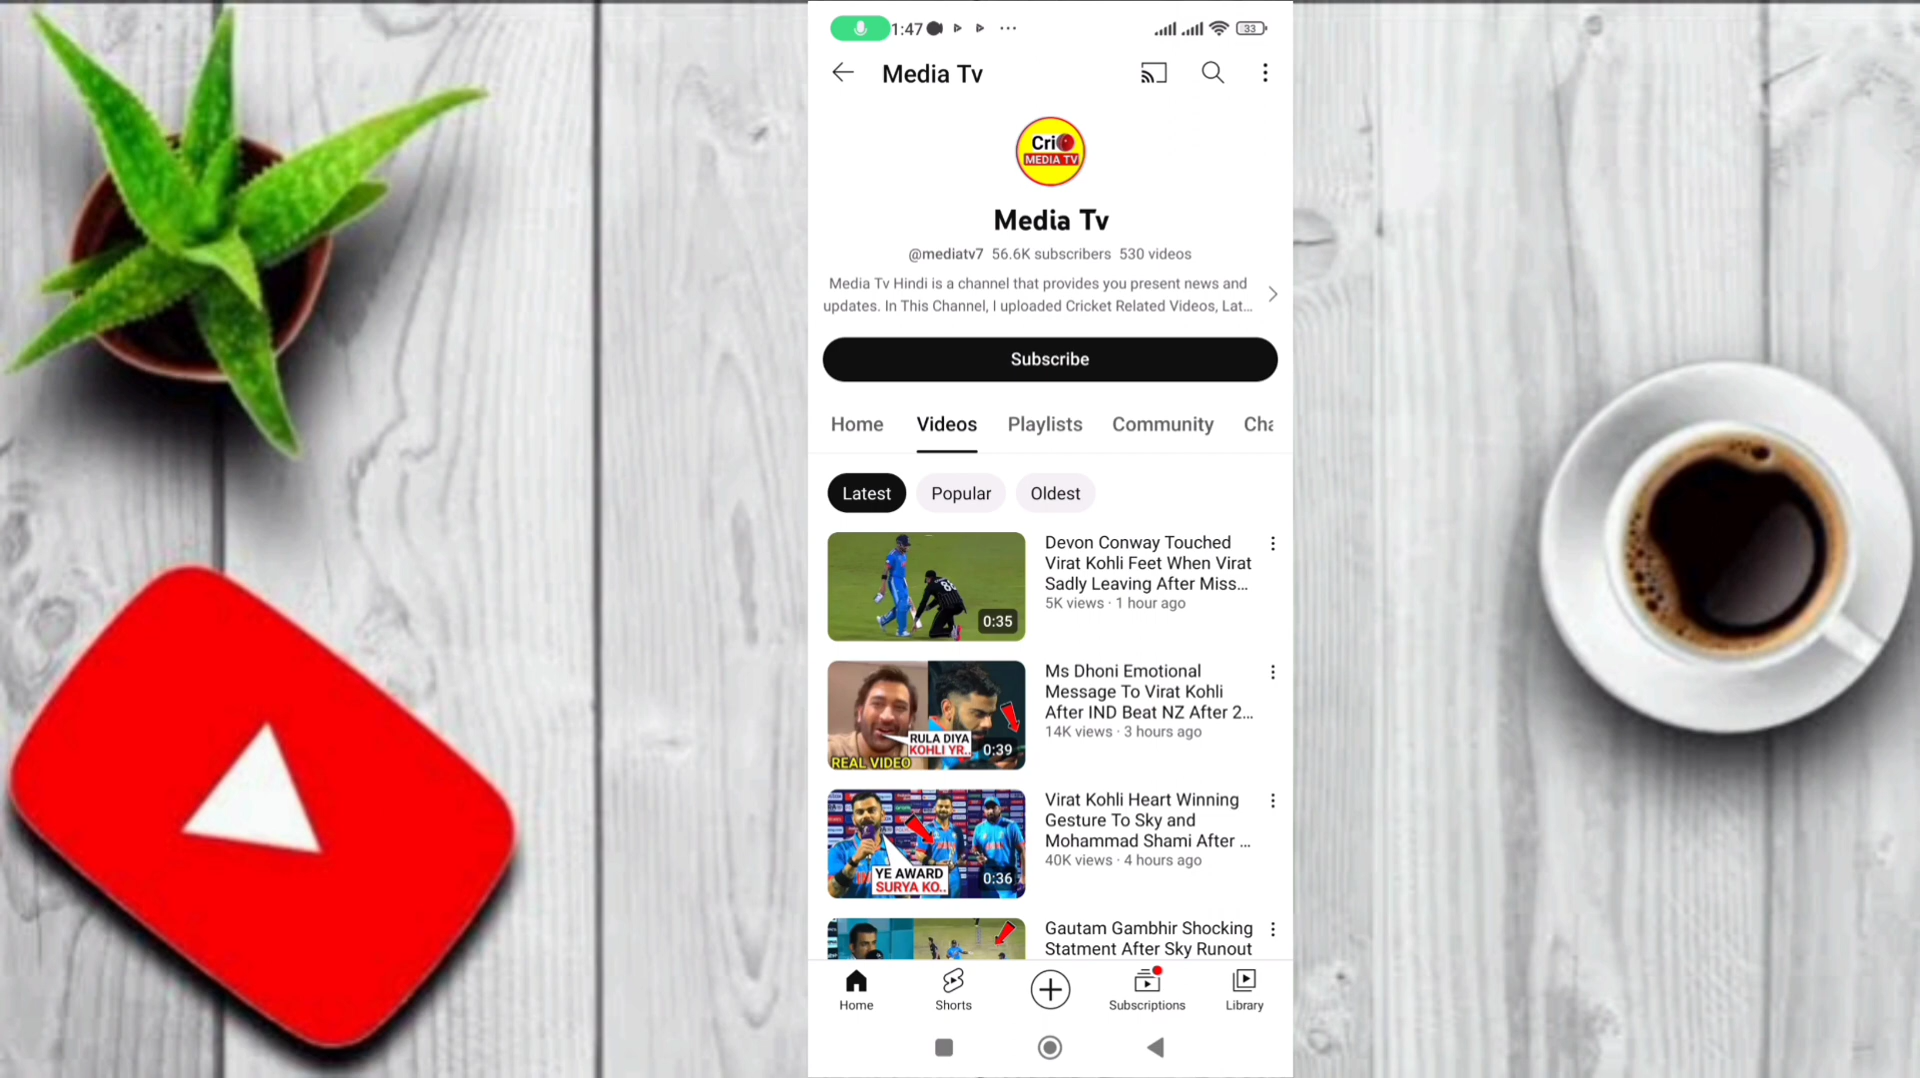 1:47
33
Media Tv
Cri
MEDIA TV
Media Tv
@mediatv7 56.6K subscribers 530 videos
Media Tv Hindi is a channel that provides you present news and
updates. In This Channel, I uploaded Cricket Related Videos, Lat...
Subscribe
Home Videos Playlists Community Cha
Latest Popular Oldest
Devon Conway Touched
Virat Kohli Feet When Virat
Sadly Leaving After Miss...
5K views · 1 hour ago
88
0:35
Ms Dhoni Emotional
Message To Virat Kohli
After IND Beat NZ After 2...
14K views · 3 hours ago
RULA DIYA
KOHLI YR..
REAL VIDEO
0:39
Virat Kohli Heart Winning
Gesture To Sky and
Mohammad Shami After ...
40K views · 4 hours ago
YE AWARD
SURYA KO..
0:36
Gautam Gambhir Shocking
Statment After Sky Runout
Home Shorts Subscriptions Library